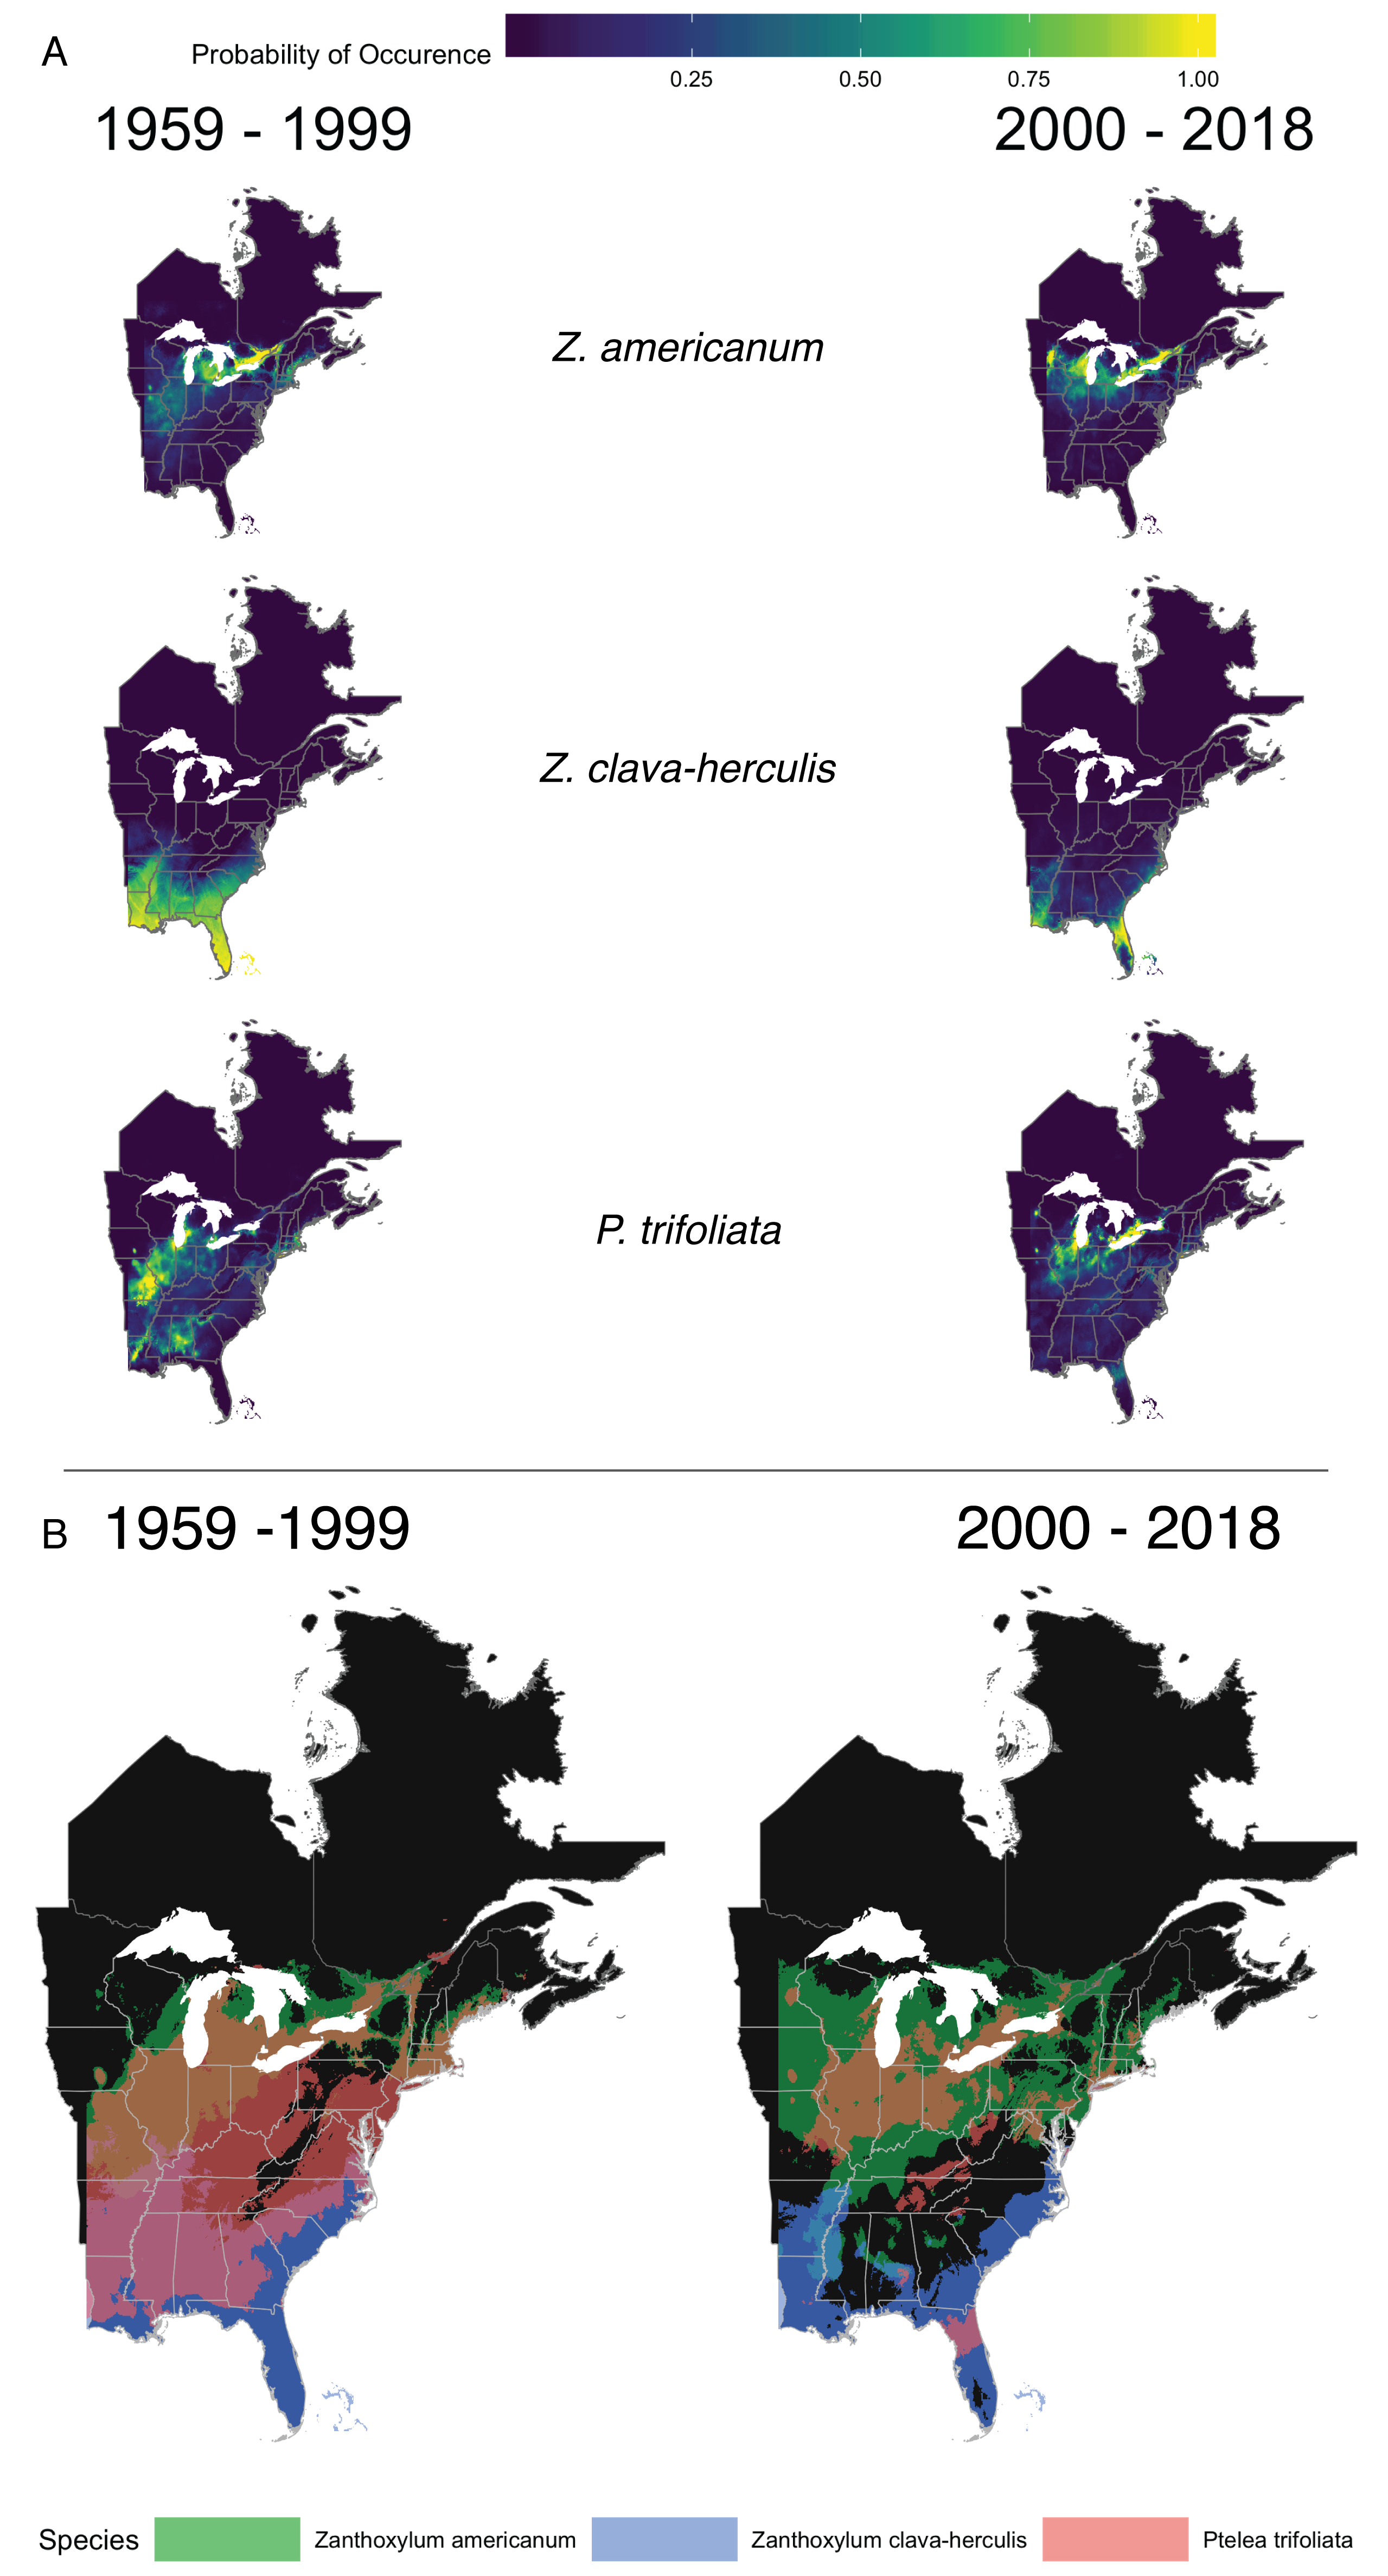 A
Probability of Occurence
0.25 0.50 0.75 1.00
1959 - 1999 2000 - 2018
Z. americanum
Z. clava-herculis
P. trifoliata
B 1959 -1999 2000 - 2018
Species Zanthoxylum americanum Zanthoxylum clava-herculis Ptelea trifoliata